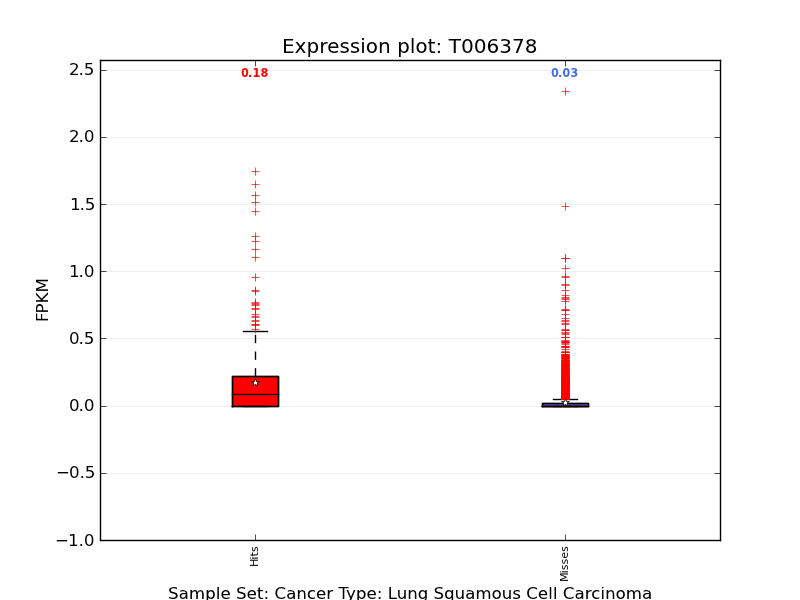 Expression plot: T006378
0.18
0.03
2.5
2.0
1.5
1.0
0.5
0.0
−0.5
−1.0
FPKM
Hits
Misses
Sample Set: Cancer Type: Lung Squamous Cell Carcinoma